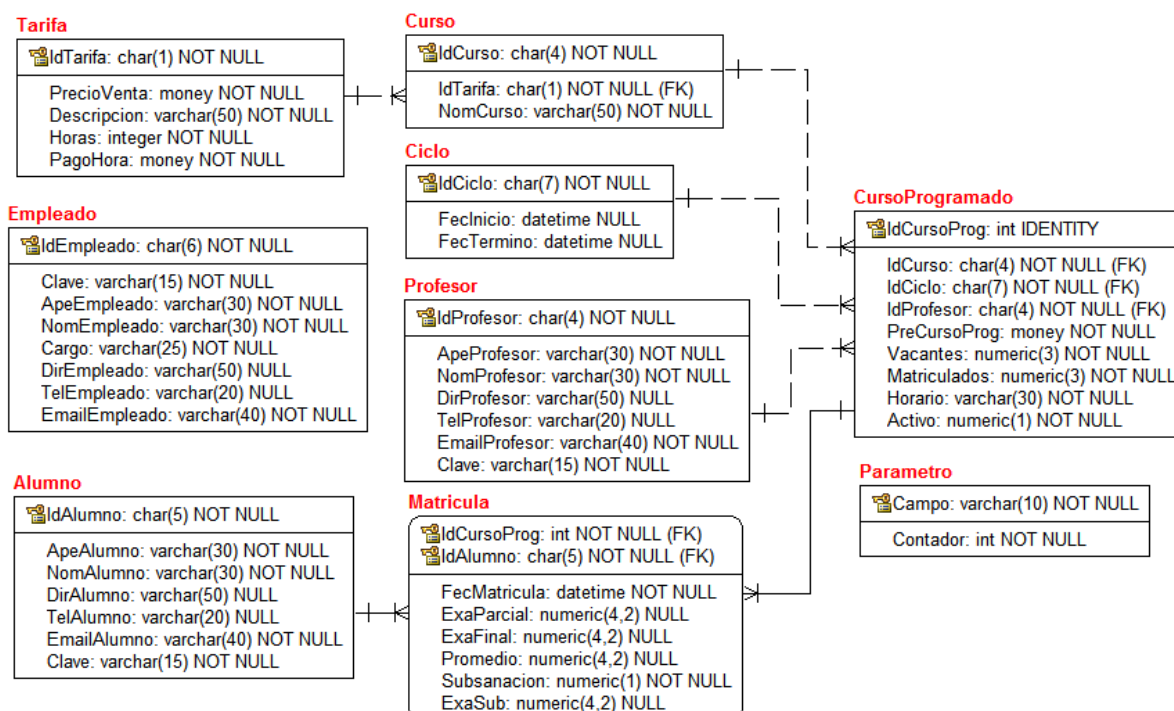 Tarifa
IdTarifa: char(1) NOT NULL
PrecioVenta: money NOT NULL
Descripcion: varchar(50) NOT NULL
Horas: integer NOT NULL
PagoHora: money NOT NULL
Curso
IdCurso: char(4) NOT NULL
IdTarifa: char(1) NOT NULL (FK)
NomCurso: varchar(50) NOT NULL
Ciclo
IdCiclo: char(7) NOT NULL
FecInicio: datetime NULL
FecTermino: datetime NULL
CursoProgramado
IdCursoProg: int IDENTITY
IdCurso: char(4) NOT NULL (FK)
IdCiclo: char(7) NOT NULL (FK)
IdProfesor: char(4) NOT NULL (FK)
PreCursoProg: money NOT NULL
Vacantes: numeric(3) NOT NULL
Matriculados: numeric(3) NOT NULL
Horario: varchar(30) NOT NULL
Activo: numeric(1) NOT NULL
Empleado
IdEmpleado: char(6) NOT NULL
Clave: varchar(15) NOT NULL
ApeEmpleado: varchar(30) NOT NULL
NomEmpleado: varchar(30) NOT NULL
Cargo: varchar(25) NOT NULL
DirEmpleado: varchar(50) NULL
TelEmpleado: varchar(20) NULL
EmailEmpleado: varchar(40) NOT NULL
Profesor
IdProfesor: char(4) NOT NULL
ApeProfesor: varchar(30) NOT NULL
NomProfesor: varchar(30) NOT NULL
DirProfesor: varchar(50) NULL
TelProfesor: varchar(20) NULL
EmailProfesor: varchar(40) NOT NULL
Clave: varchar(15) NOT NULL
Alumno
IdAlumno: char(5) NOT NULL
ApeAlumno: varchar(30) NOT NULL
NomAlumno: varchar(30) NOT NULL
DirAlumno: varchar(50) NULL
TelAlumno: varchar(20) NULL
EmailAlumno: varchar(40) NOT NULL
Clave: varchar(15) NOT NULL
Matricula
IdCursoProg: int NOT NULL (FK)
IdAlumno: char(5) NOT NULL (FK)
FecMatricula: datetime NOT NULL
ExaParcial: numeric(4,2) NULL
ExaFinal: numeric(4,2) NULL
Promedio: numeric(4,2) NULL
Subsanacion: numeric(1) NOT NULL
ExaSub: numeric(4,2) NULL
Parametro
Campo: varchar(10) NOT NULL
Contador: int NOT NULL